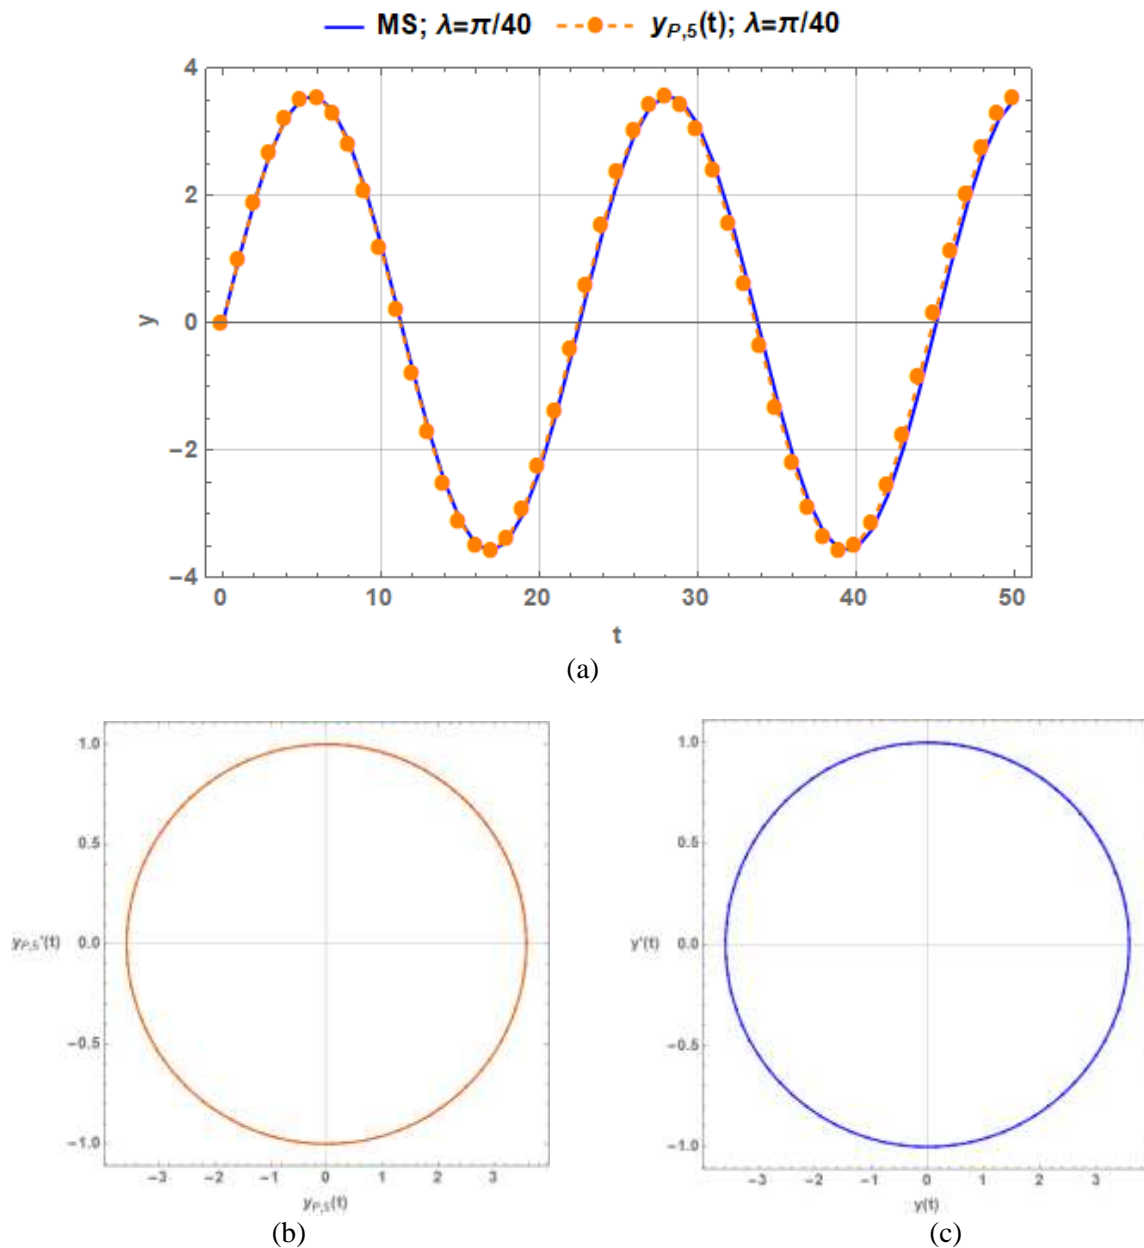 MS; λ=π/40 y_{P,5}(t); λ=π/40
4
2
0
−2
−4
y
0 10 20 30 40 50
t
(a)
1.0
0.5
y_{P,5}'(t) 0.0
−0.5
−1.0
−3 −2 −1 0 1 2 3
y_{P,5}(t)
(b)
1.0
0.5
y'(t) 0.0
−0.5
−1.0
−3 −2 −1 0 1 2 3
y(t)
(c)